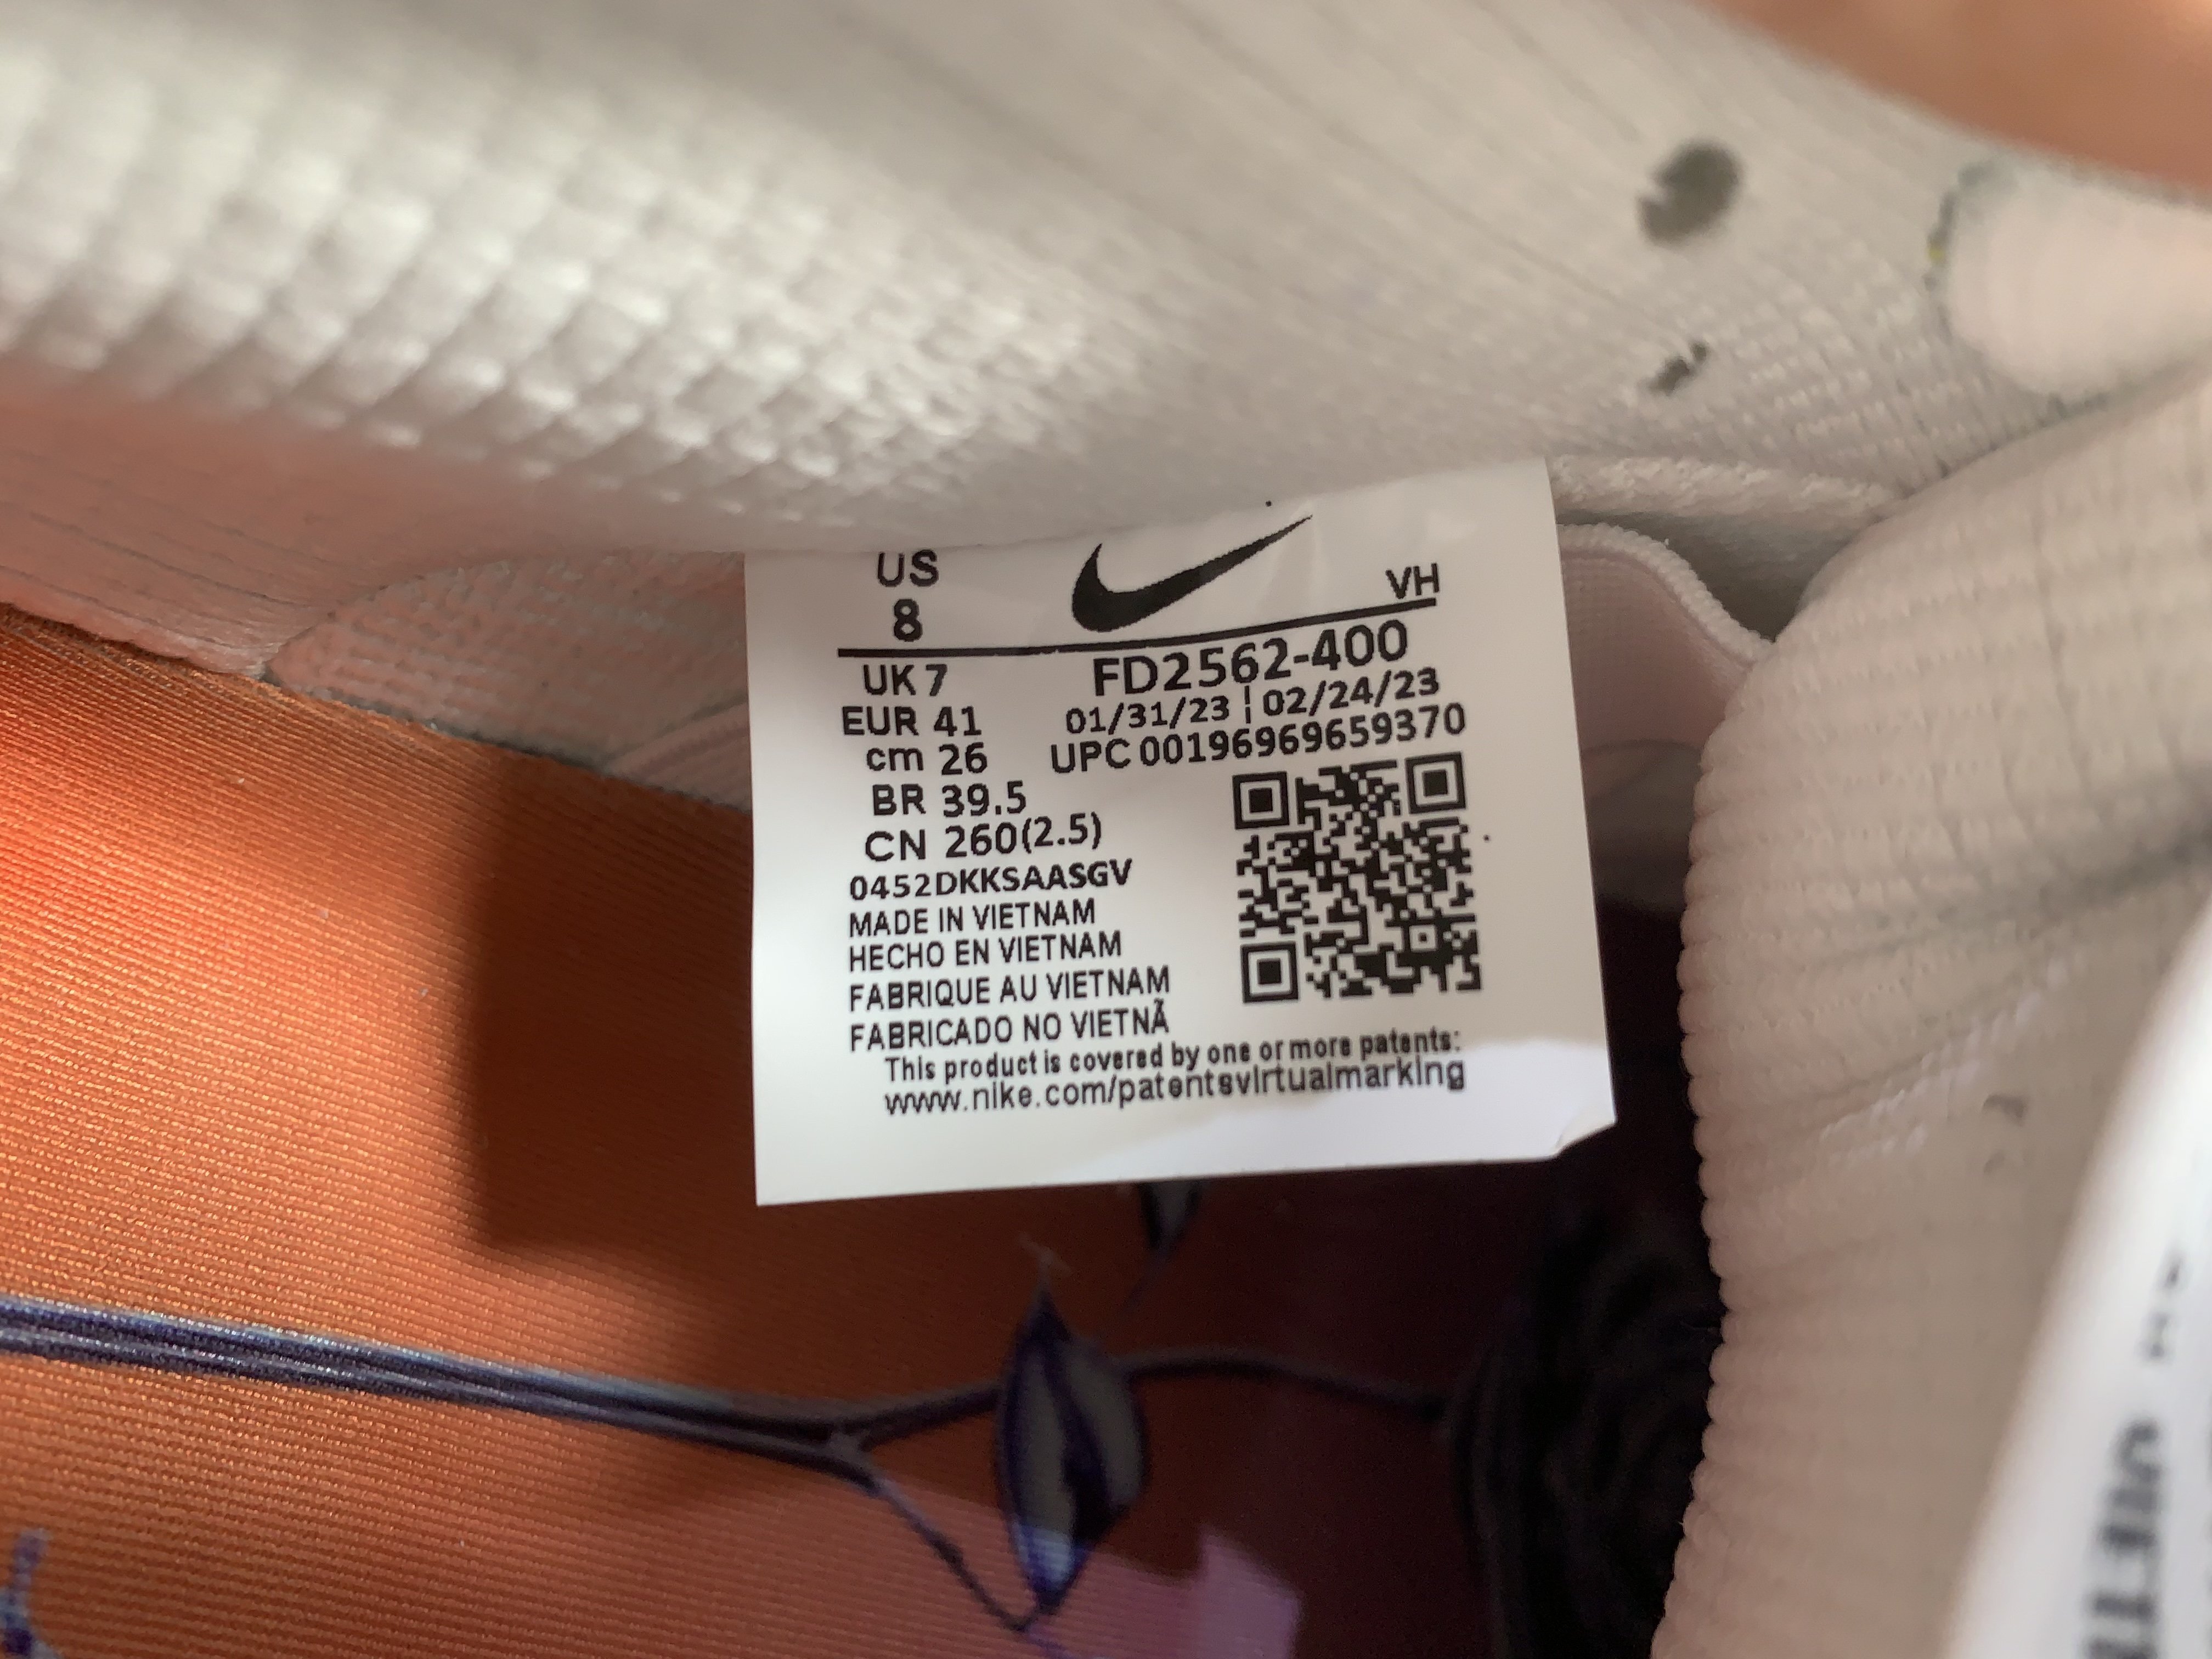 US
8
VH
UK 7
FD2562-400
EUR 41
01/31/23 ¦ 02/24/23
cm 26
UPC 00196969659370
BR 39.5
CN 260(2.5)
0452DKKSAASGV
MADE IN VIETNAM
HECHO EN VIETNAM
FABRIQUE AU VIETNAM
FABRICADO NO VIETNÃ
This product is covered by one or more patents:
www.nike.com/patentsvirtualmarking